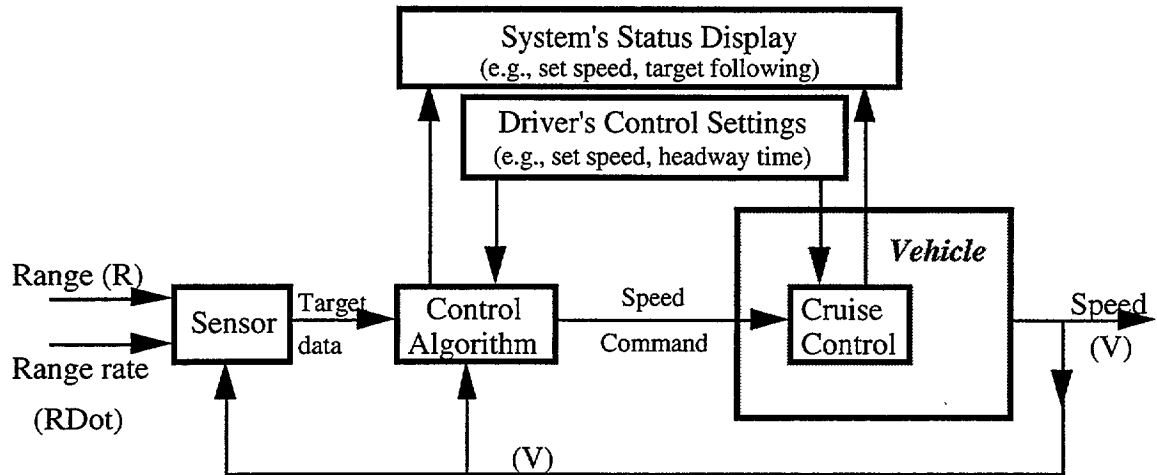 System's Status Display
(e.g., set speed, target following)
Driver's Control Settings
(e.g., set speed, headway time)
Vehicle
Range (R)
Sensor
Target
data
Control
Algorithm
Speed
Command
Cruise
Control
Speed
(V)
Range rate
(RDot)
(V)